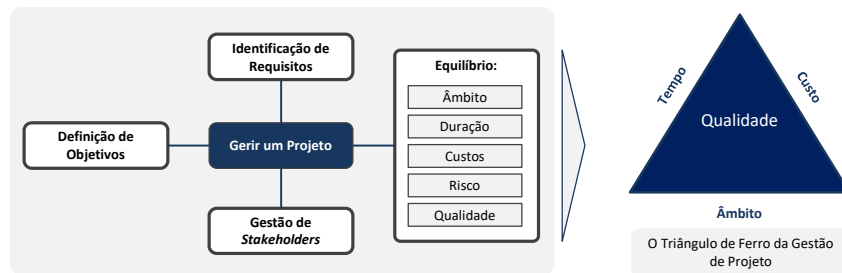 Identificação de
Requisitos
Definição de
Objetivos
Gerir um Projeto
Gestão de
Stakeholders
Equilíbrio:
Âmbito
Duração
Custos
Risco
Qualidade
Tempo
Custo
Qualidade
Âmbito
O Triângulo de Ferro da Gestão
de Projeto